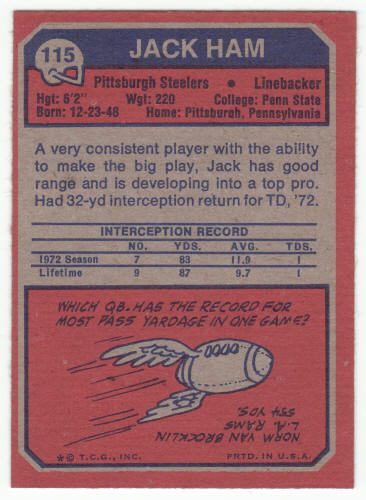 115
JACK HAM
Pittsburgh Steelers • Linebacker
Hgt: 6'2" Wgt: 220 College: Penn State
Born: 12-23-48 Home: Pittsburgh, Pennsylvania
A very consistent player with the ability
to make the big play, Jack has good
range and is developing into a top pro.
Had 32-yd interception return for TD, '72.
INTERCEPTION RECORD
NO. YDS. AVG. TDS.
1972 Season 7 83 11.9 1
Lifetime 9 87 9.7 1
WHICH QB. HAS THE RECORD FOR
MOST PASS YARDAGE IN ONE GAME?
NORM VAN BROCKLIN
L.A. RAMS
554 YDS.
* © T.C.G., INC. PRTD. IN U.S.A.